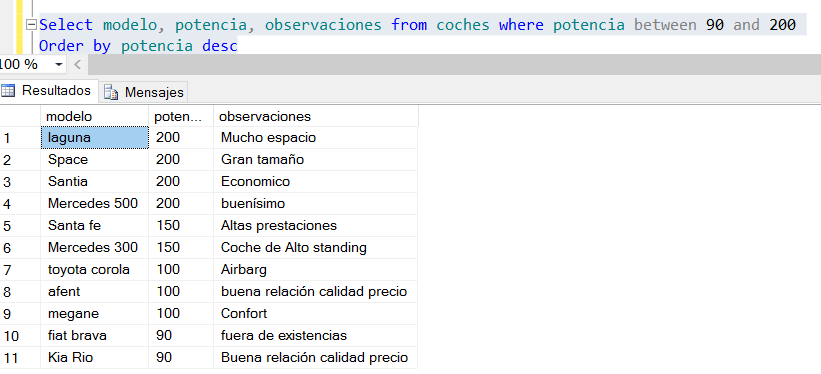 Select modelo, potencia, observaciones from coches where potencia between 90 and 200
Order by potencia desc
100 %
Resultados Mensajes
modelo poten... observaciones
1 laguna 200 Mucho espacio
2 Space 200 Gran tamaño
3 Santia 200 Economico
4 Mercedes 500 200 buenísimo
5 Santa fe 150 Altas prestaciones
6 Mercedes 300 150 Coche de Alto standing
7 toyota corola 100 Airbarg
8 afent 100 buena relación calidad precio
9 megane 100 Confort
10 fiat brava 90 fuera de existencias
11 Kia Rio 90 Buena relación calidad precio